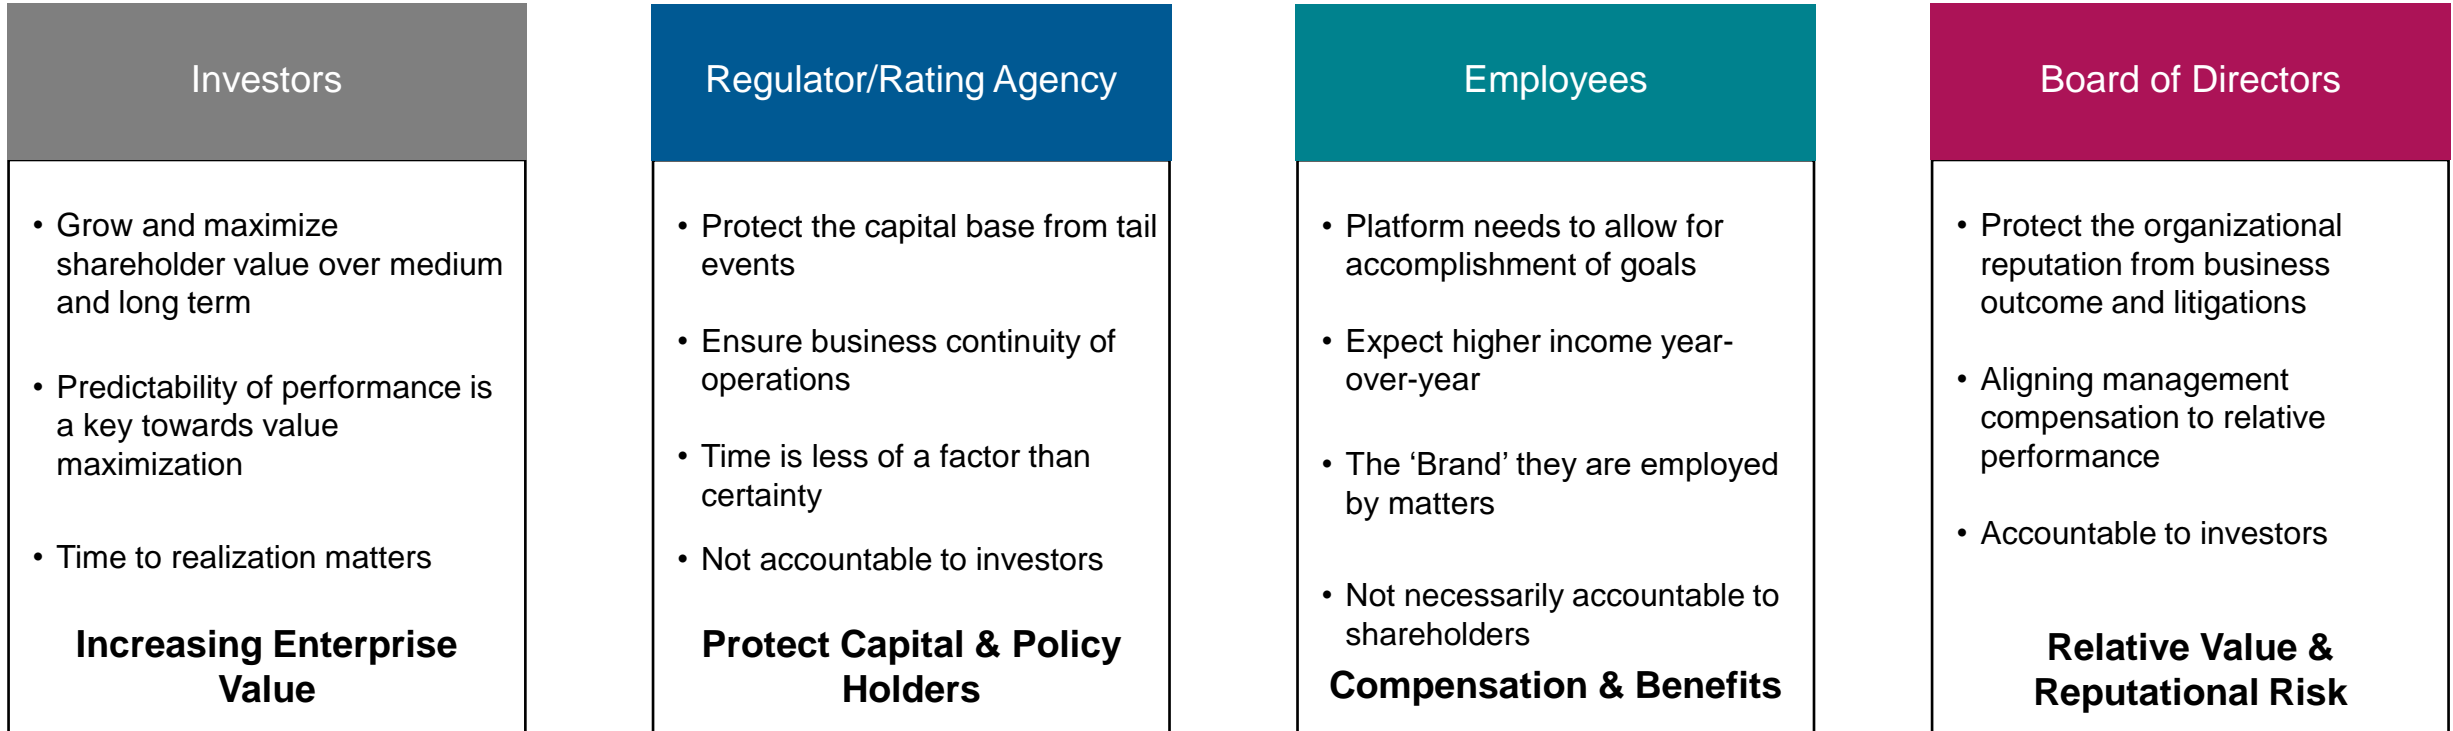 Investors
• Grow and maximize
shareholder value over medium
and long term
• Predictability of performance is
a key towards value
maximization
• Time to realization matters
Increasing Enterprise
Value
Regulator/Rating Agency
• Protect the capital base from tail
events
• Ensure business continuity of
operations
• Time is less of a factor than
certainty
• Not accountable to investors
Protect Capital & Policy
Holders
Employees
• Platform needs to allow for
accomplishment of goals
• Expect higher income year-
over-year
• The ‘Brand’ they are employed
by matters
• Not necessarily accountable to
shareholders
Compensation & Benefits
Board of Directors
• Protect the organizational
reputation from business
outcome and litigations
• Aligning management
compensation to relative
performance
• Accountable to investors
Relative Value &
Reputational Risk